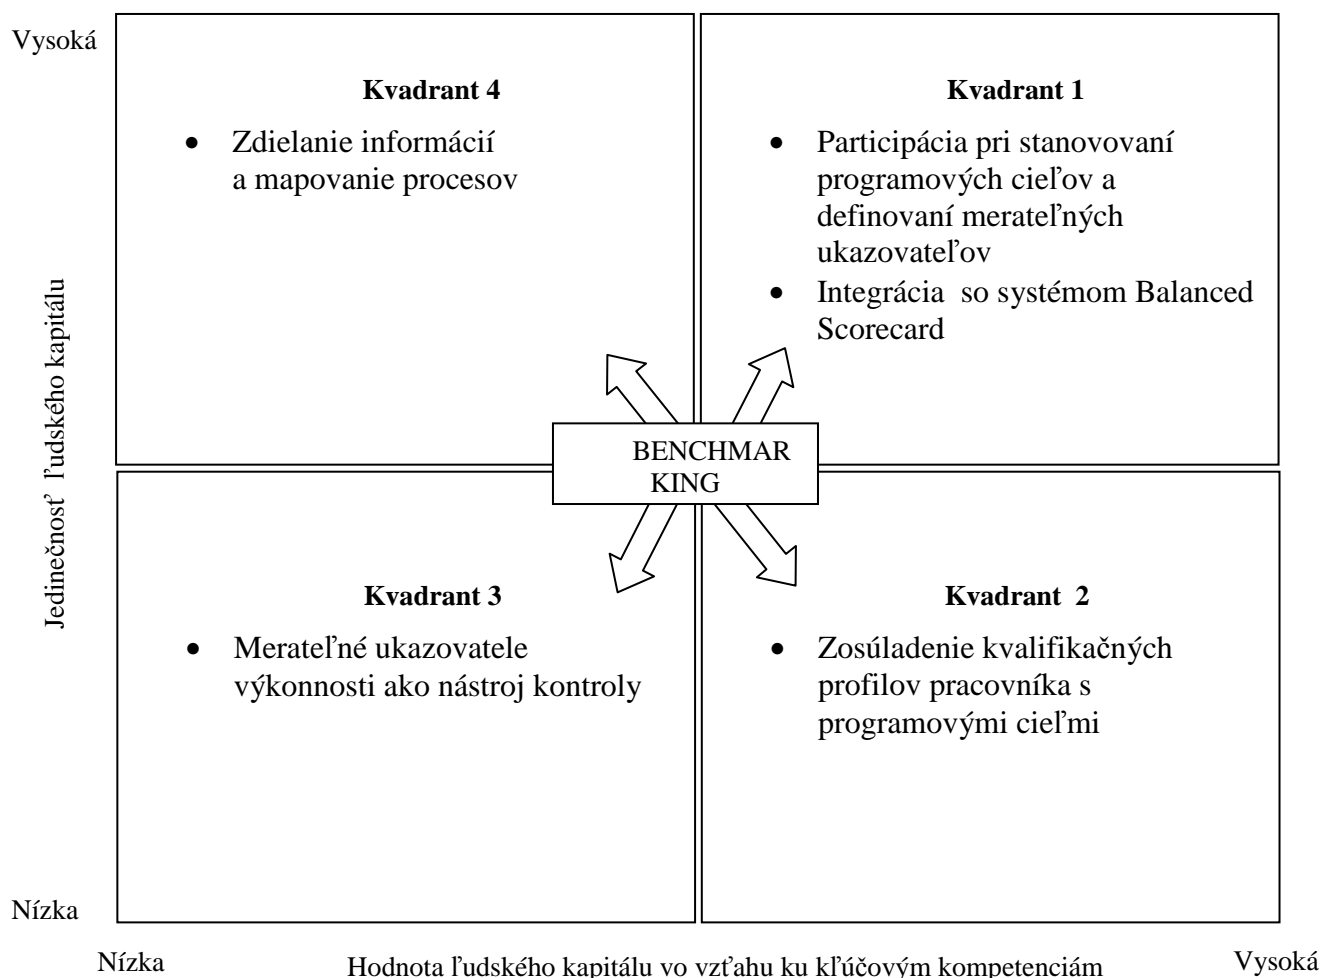 Vysoká
Kvadrant 4
• Zdielanie informácií
a mapovanie procesov
Kvadrant 1
• Participácia pri stanovovaní
programových cieľov a
definovaní merateľných
ukazovateľov
• Integrácia so systémom Balanced
Scorecard
Jedinečnosť ľudského kapitálu
BENCHMAR
KING
Kvadrant 3
• Merateľné ukazovatele
výkonnosti ako nástroj kontroly
Kvadrant 2
• Zosúladenie kvalifikačných
profilov pracovníka s
programovými cieľmi
Nízka
Nízka
Hodnota ľudského kapitálu vo vzťahu ku kľúčovým kompetenciám
Vysoká